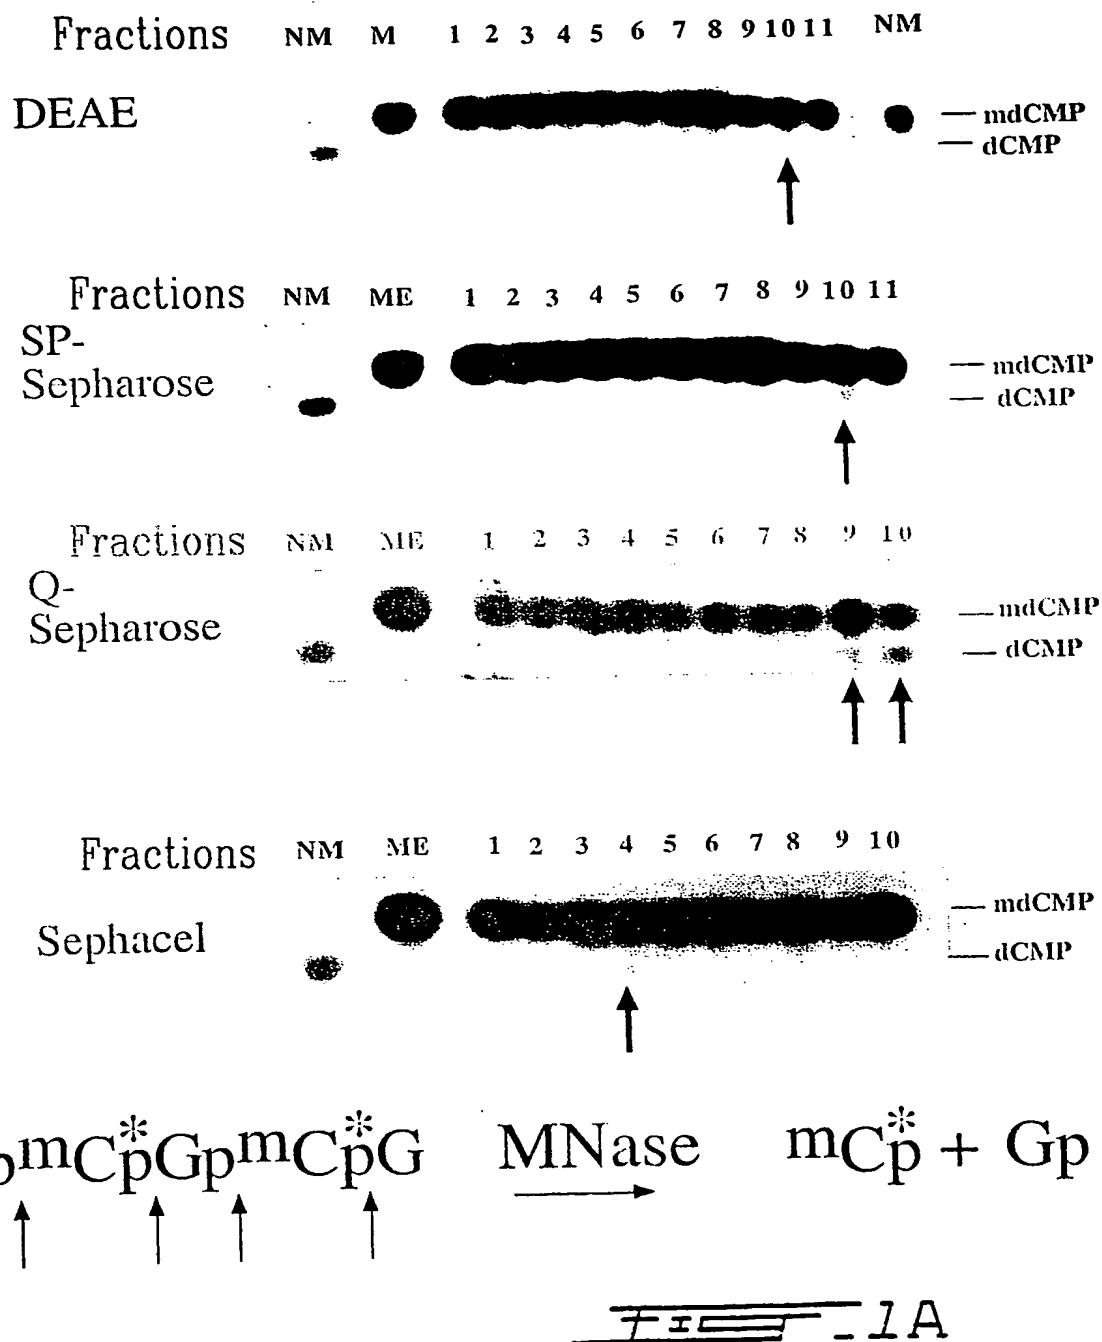 Fractions NM M 1 2 3 4 5 6 7 8 9 10 11 NM
DEAE
mdCMP
dCMP
Fractions NM ME 1 2 3 4 5 6 7 8 9 10 11
SP-
Sepharose
mdCMP
dCMP
Fractions NM ME 1 2 3 4 5 6 7 8 9 10
Q-
Sepharose
mdCMP
dCMP
Fractions NM ME 1 2 3 4 5 6 7 8 9 10
Sephacel
mdCMP
dCMP
pmCp*GpmCp*G MNase mCp* + Gp
Fig-1A